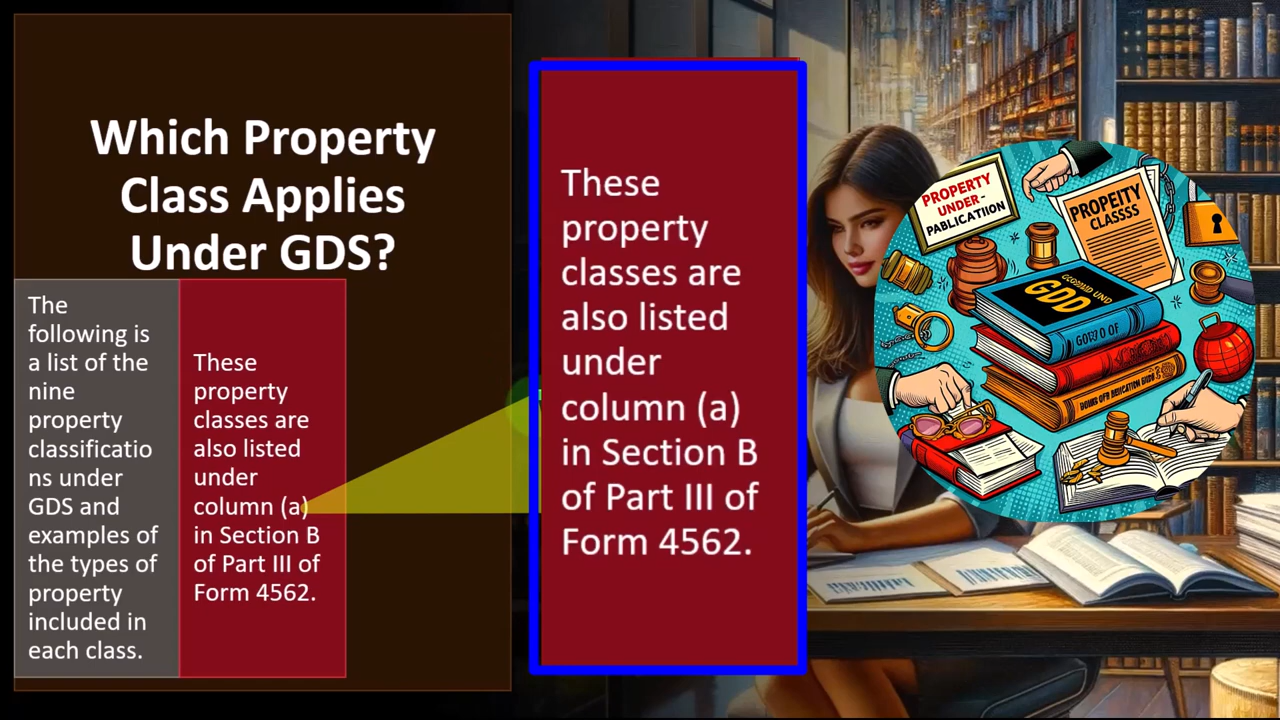 Which Property
Class Applies
Under GDS?
The
following is
a list of the
nine
property
classificatio
ns under
GDS and
examples of
the types of
property
included in
each class.
These
property
classes are
also listed
under
column (a)
in Section B
of Part III of
Form 4562.
These
property
classes are
also listed
under
column (a)
in Section B
of Part III of
Form 4562.
PROPERTY
UNDER-
PABLICATIION
PROPEITY
CLASSSS
GDD